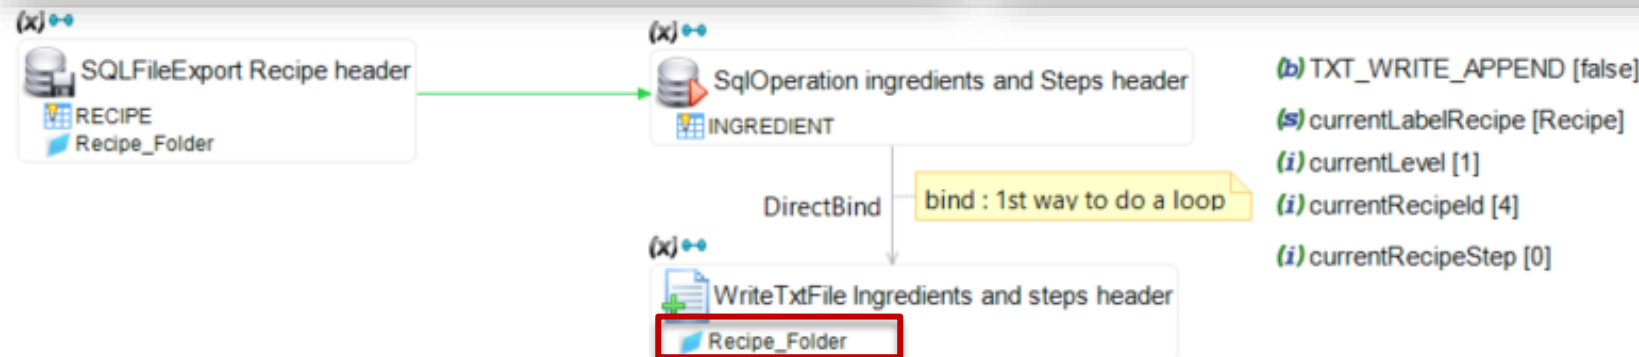 (x)
SQLFileExport Recipe header
RECIPE
Recipe_Folder
(x)
SqlOperation ingredients and Steps header
INGREDIENT
DirectBind
bind : 1st way to do a loop
(x)
WriteTxtFile Ingredients and steps header
Recipe_Folder
(b) TXT_WRITE_APPEND [false]
(s) currentLabelRecipe [Recipe]
(i) currentLevel [1]
(i) currentRecipeId [4]
(i) currentRecipeStep [0]